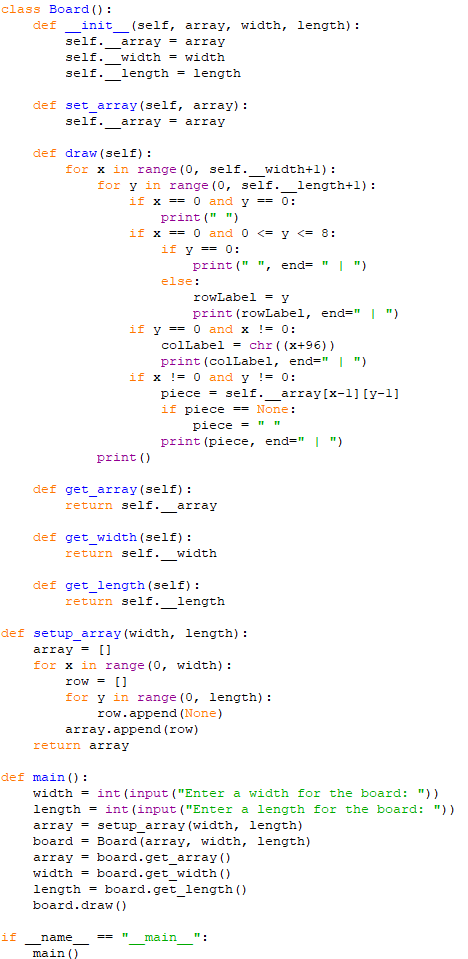 class Board():
    def __init__(self, array, width, length):
        self.__array = array
        self.__width = width
        self.__length = length

    def set_array(self, array):
        self.__array = array

    def draw(self):
        for x in range(0, self.__width+1):
            for y in range(0, self.__length+1):
                if x == 0 and y == 0:
                    print(" ")
                if x == 0 and 0 <= y <= 8:
                    if y == 0:
                        print(" ", end= " | ")
                    else:
                        rowLabel = y
                        print(rowLabel, end=" | ")
                if y == 0 and x != 0:
                    colLabel = chr((x+96))
                    print(colLabel, end=" | ")
                if x != 0 and y != 0:
                    piece = self.__array[x-1][y-1]
                    if piece == None:
                        piece = " "
                    print(piece, end=" | ")
            print()

    def get_array(self):
        return self.__array

    def get_width(self):
        return self.__width

    def get_length(self):
        return self.__length

def setup_array(width, length):
    array = []
    for x in range(0, width):
        row = []
        for y in range(0, length):
            row.append(None)
        array.append(row)
    return array

def main():
    width = int(input("Enter a width for the board: "))
    length = int(input("Enter a length for the board: "))
    array = setup_array(width, length)
    board = Board(array, width, length)
    array = board.get_array()
    width = board.get_width()
    length = board.get_length()
    board.draw()

if __name__ == "__main__":
    main()